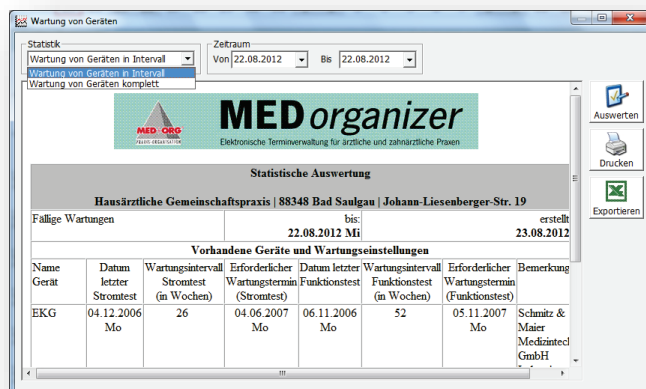 Wartung von Geräten
Statistik
Zeitraum
Wartung von Geräten in Intervall
Von 22.08.2012 Bis 22.08.2012
Wartung von Geräten in Intervall
Wartung von Geräten komplett
MED-ORG
MED organizer
Elektronische Terminverwaltung für ärztliche und zahnärztliche Praxen
Auswerten
Drucken
Exportieren
Statistische Auswertung
Hausärztliche Gemeinschaftspraxis | 88348 Bad Saulgau | Johann-Liesenberger-Str. 19
Fällige Wartungen bis: erstellt
22.08.2012 Mi 23.08.2012
Vorhandene Geräte und Wartungseinstellungen
Name Datum Wartungsintervall Erforderlicher Datum letzter Wartungsintervall Erforderlicher Bemerkung
Gerät letzter Stromtest Wartungstermin Funktionstest Funktionstest Wartungstermin
Stromtest (in Wochen) (Stromtest) (in Wochen) (Funktionstest)
EKG 04.12.2006 26 04.06.2007 06.11.2006 52 05.11.2007 Schmitz &
Mo Mo Mo Mo Maier
Medizintec
GmbH